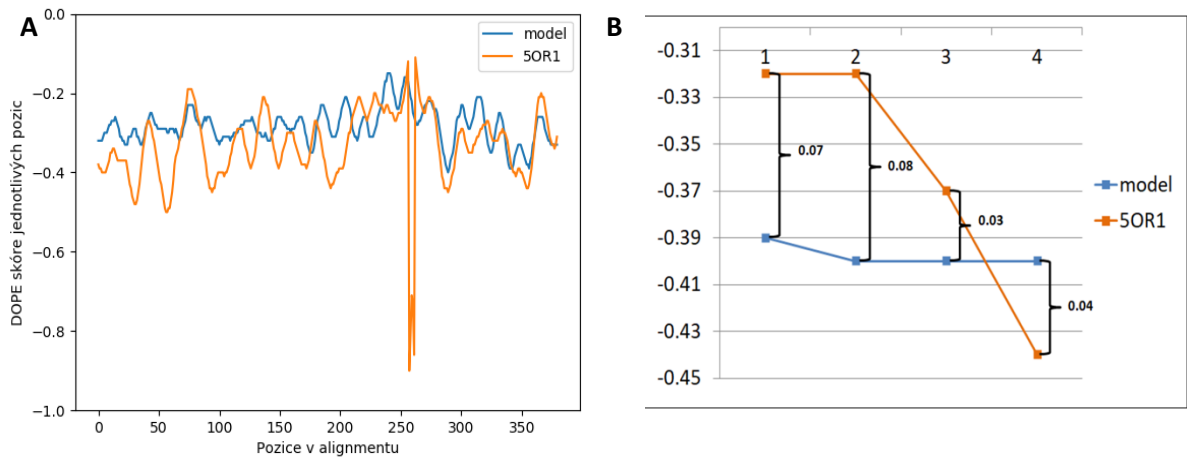 A
0.0
−0.2
−0.4
−0.6
−0.8
−1.0
DOPE skóre jednotlivých pozic
0 50 100 150 200 250 300 350
Pozice v alignmentu
model
5OR1
B
-0.31
-0.33
-0.35
-0.37
-0.39
-0.41
-0.43
-0.45
1 2 3 4
0.07
0.08
0.03
0.04
model
5OR1